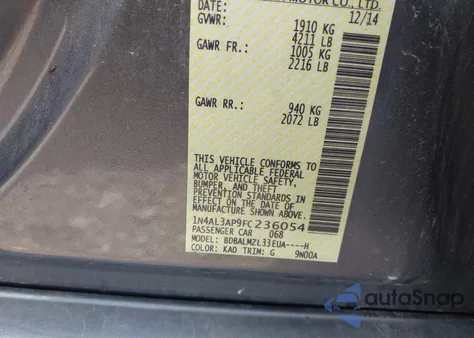 MOTOR CO., LTD.
12/14
GVWR: 1910 KG
4211 LB
GAWR FR.: 1005 KG
2216 LB
GAWR RR.: 940 KG
2072 LB
THIS VEHICLE CONFORMS TO
ALL APPLICABLE FEDERAL
MOTOR VEHICLE SAFETY,
BUMPER, AND THEFT
PREVENTION STANDARDS
IN EFFECT ON THE DATE OF
MANUFACTURE SHOWN ABOVE.
1N4AL3AP9FC236054
PASSENGER CAR 068
MODEL: BDBALMZL33EUA----H
COLOR: KAD TRIM: G 9N00A
autoSnap